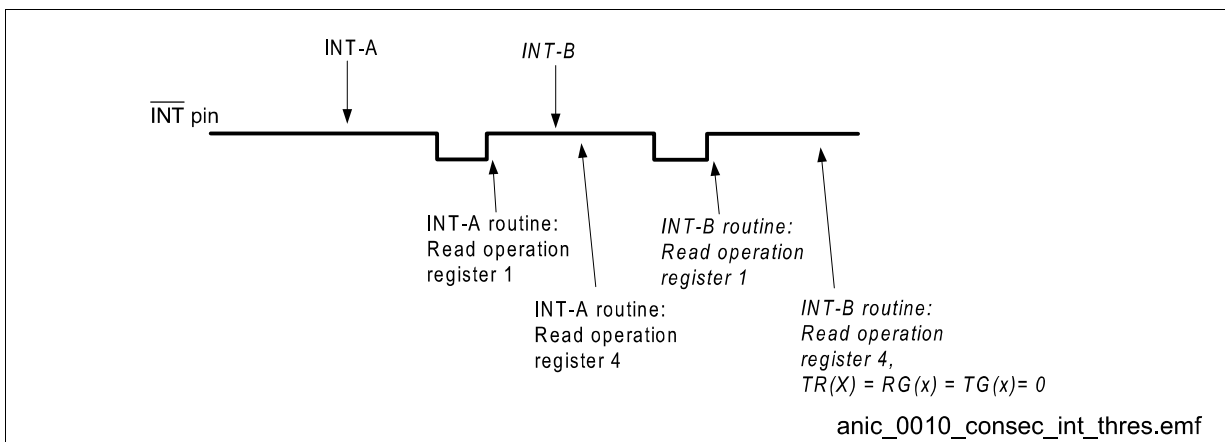 INT-A
INT-B
INT pin
INT-A routine:
Read operation
register 1
INT-B routine:
Read operation
register 1
INT-A routine:
Read operation
register 4
INT-B routine:
Read operation
register 4,
TR(X) = RG(x) = TG(x)= 0
anic_0010_consec_int_thres.emf